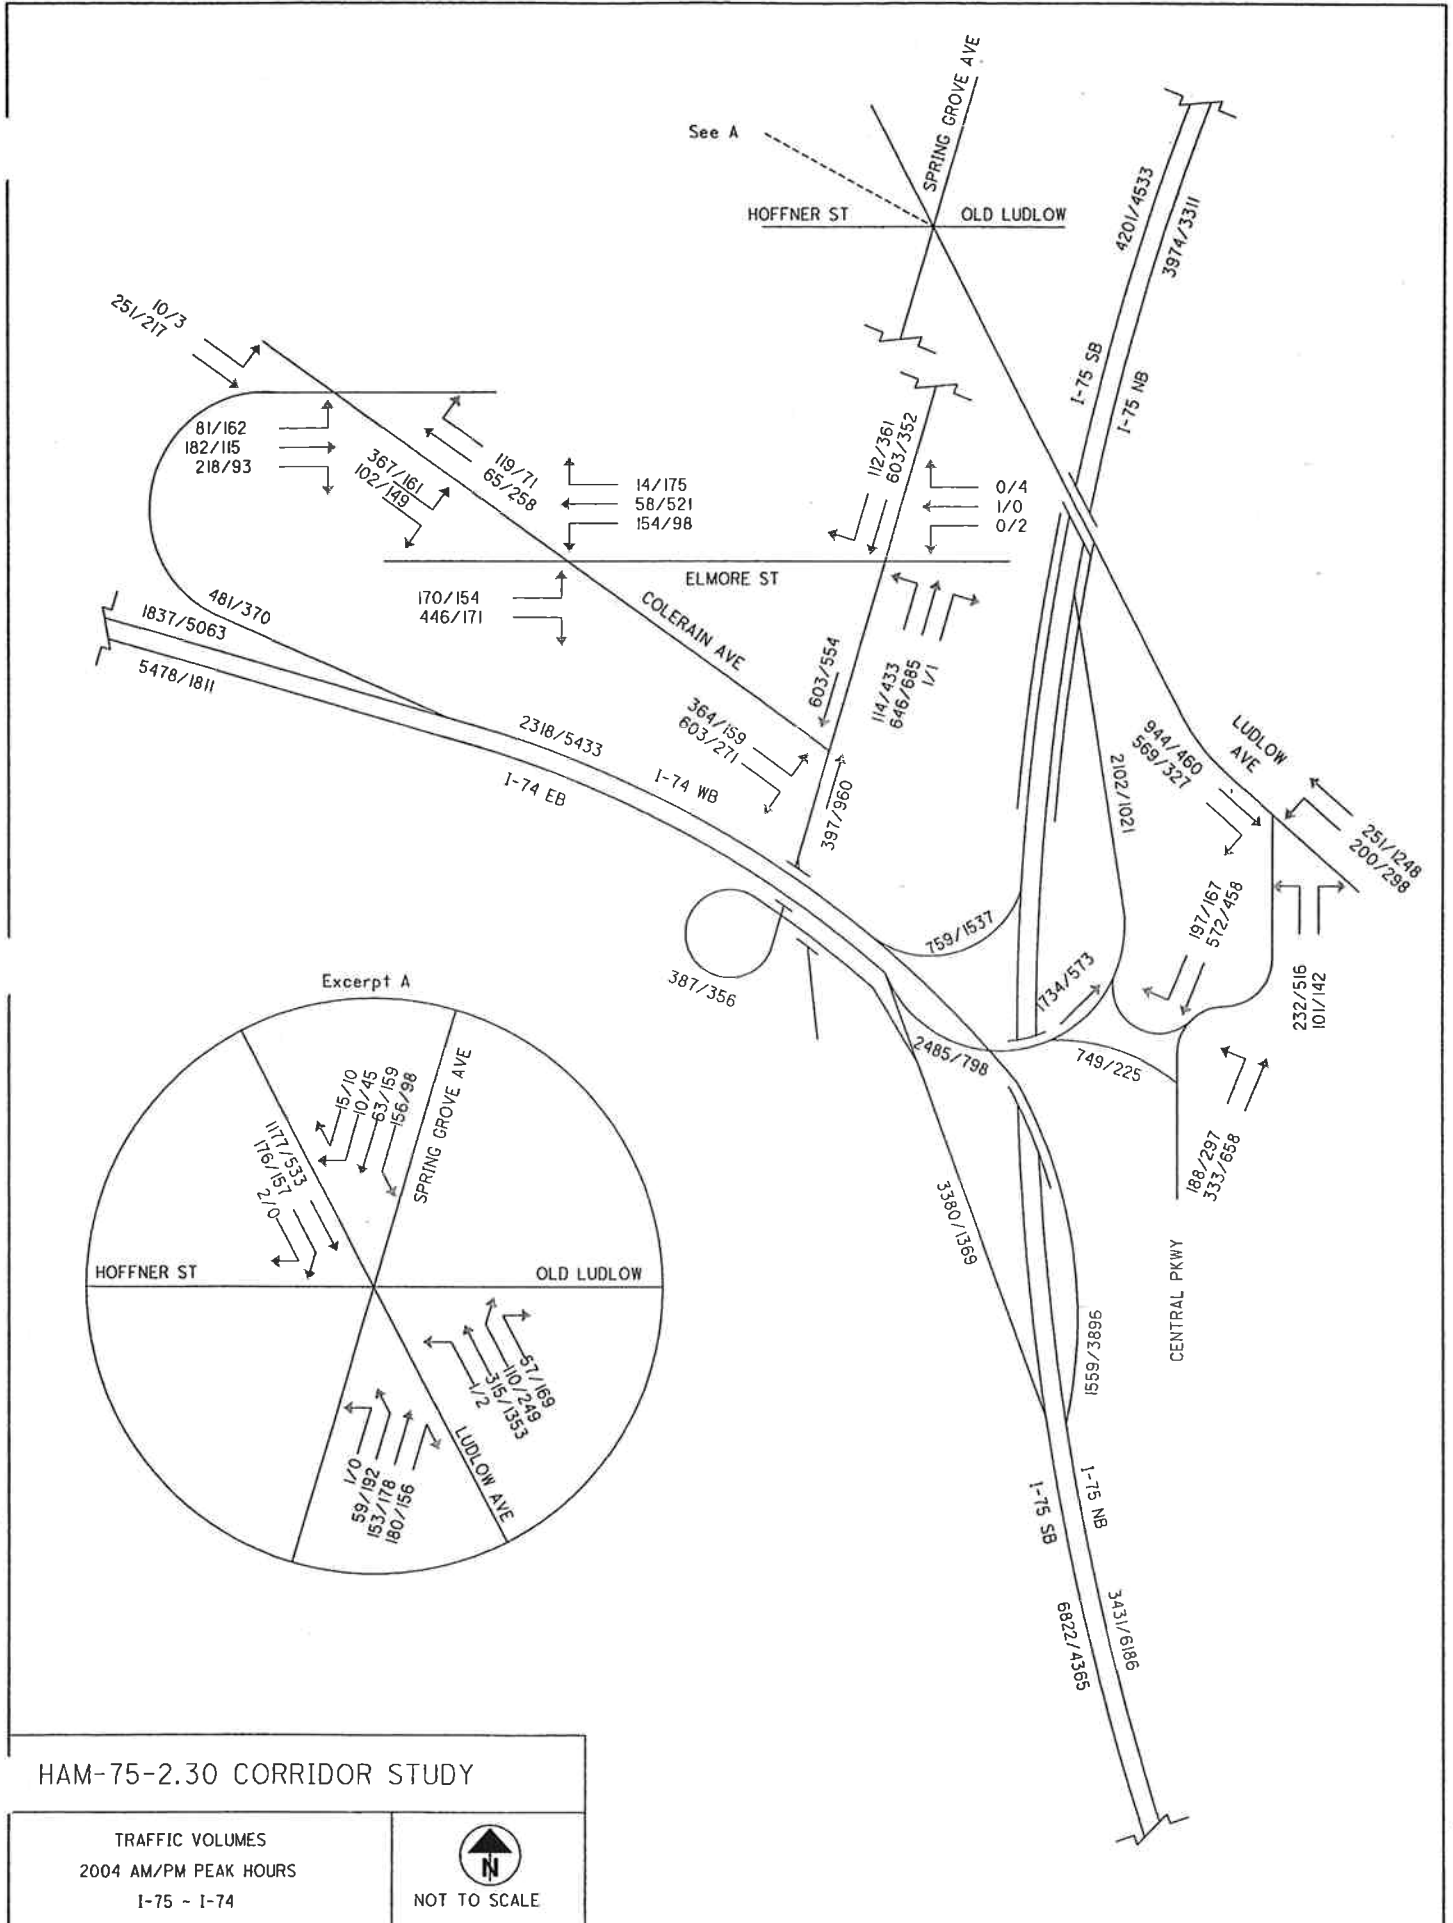 SPRING GROVE AVE
See A
HOFFNER ST
OLD LUDLOW
4201/4533
3974/3311
I-75 SB
I-75 NB
10/3
251/217
81/162
182/115
218/93
367/161
102/149
119/71
65/258
14/175
58/521
154/98
112/361
603/352
0/4
1/0
0/2
ELMORE ST
170/154
446/171
COLERAIN AVE
481/370
1837/5063
5478/1811
603/554
114/433
646/685
1/1
364/159
603/271
2318/5433
I-74 WB
I-74 EB
397/960
2102/1021
944/460
569/327
LUDLOW
AVE
251/1248
200/298
197/167
572/458
232/516
101/142
759/1537
387/356
1734/573
2485/798
749/225
188/297
333/658
3380/1369
1559/3896
CENTRAL PKWY
Excerpt A
15/10
10/45
63/159
156/98
SPRING GROVE AVE
1177/533
176/157
2/0
HOFFNER ST
OLD LUDLOW
57/169
110/249
315/1353
1/2
1/0
59/192
153/178
180/156
LUDLOW AVE
I-75 SB
I-75 NB
6822/4365
3431/6186
HAM-75-2.30 CORRIDOR STUDY
TRAFFIC VOLUMES
2004 AM/PM PEAK HOURS
I-75 ~ I-74
N
NOT TO SCALE